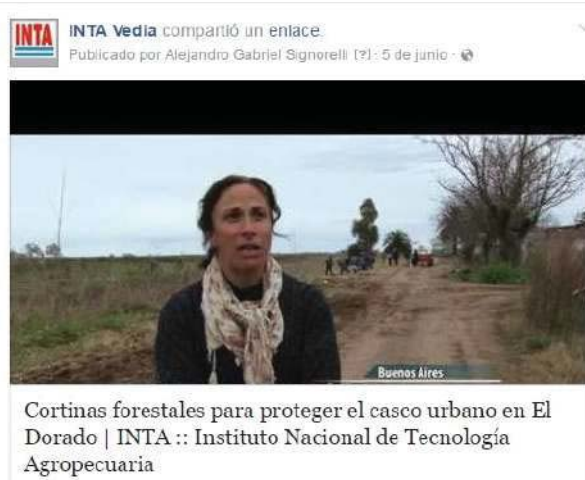 INTA
INTA Vedia compartió un enlace.
Publicado por Alejandro Gabriel Signorelli [?] · 5 de junio ·
Buenos Aires
Cortinas forestales para proteger el casco urbano en El
Dorado | INTA :: Instituto Nacional de Tecnología
Agropecuaria